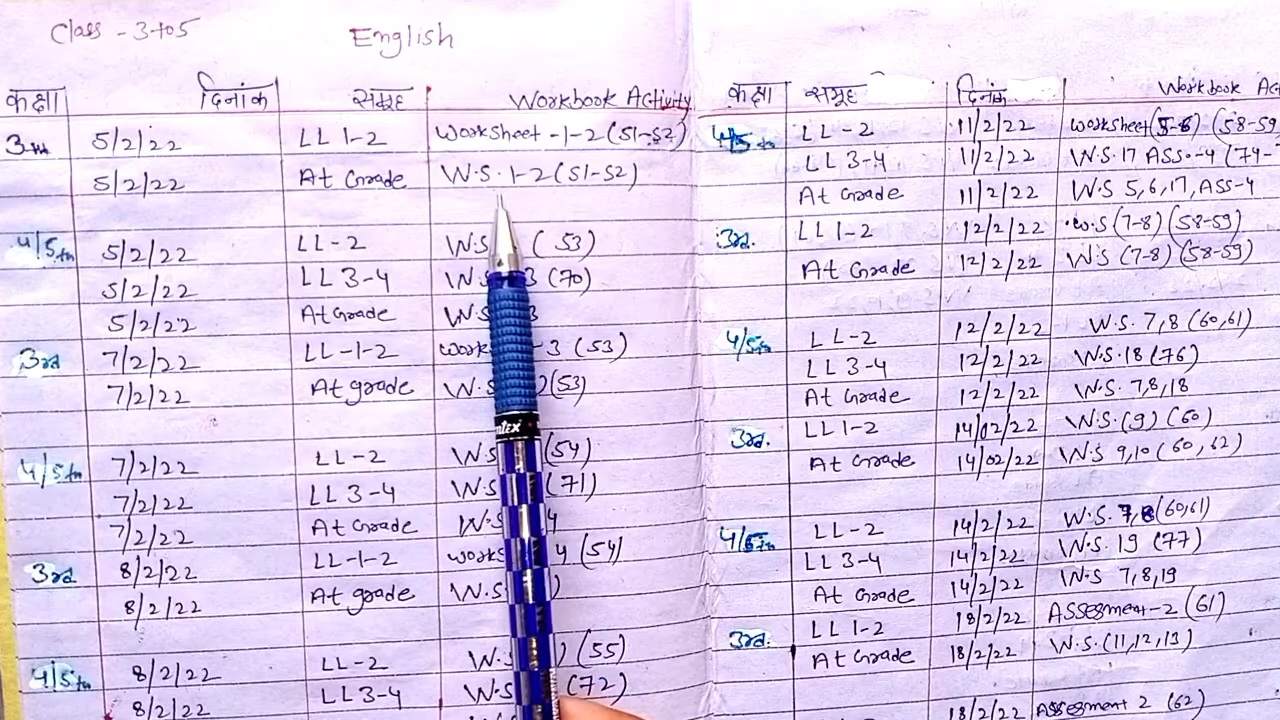 Class - 3 to 5 English
कक्षा दिनांक समूह Workbook Activity
3rd 5/2/22 LL 1-2 Worksheet -1-2 (51-52)
5/2/22 At Grade W.S. 1-2 (51-52)
4/5th 5/2/22 LL-2 W.S ( 53)
5/2/22 LL 3-4 W.S 3 (70)
5/2/22 At Grade W.S 3
3rd 7/2/22 LL-1-2 work - 3 (53)
7/2/22 At grade W.S 2(53)
4/5th 7/2/22 LL-2 W.S (54)
7/2/22 LL 3-4 W.S (71)
7/2/22 At Grade W.S 4
3rd 8/2/22 LL-1-2 works 4 (54)
8/2/22 At grade W.S )
4/5th 8/2/22 LL-2 W.S ) (55)
8/2/22 LL 3-4 W.S (72)
कक्षा समूह दिनांक Workbook Ac
4/5th LL-2 11/2/22 worksheet (5-6) (58-59
LL 3-4 11/2/22 W.S. 17 ASS.-4 (74-
At Grade 11/2/22 W.S 5,6,17, ASS-4
3rd. LL 1-2 12/2/22 W.S (7-8) (58-59)
At Grade 12/2/22 W.S (7-8) (58-59)
4/5th LL-2 12/2/22 W.S. 7,8 (60,61)
LL 3-4 12/2/22 W.S. 18 (76)
At Grade 12/2/22 W.S. 7,8,18
3rd. LL 1-2 14/02/22 W.S. (9) (60)
At Grade 14/02/22 W.S 9,10 (60, 62)
4/5th LL-2 14/2/22 W.S. 7,8 (60,61)
LL 3-4 14/2/22 W.S. 19 (77)
At Grade 14/2/22 W.S 7,8,19
3rd. LL 1-2 18/2/22 Assesgment-2 (61)
At Grade 18/2/22 W.S. (11,12,13)
18/2/22 Assegment 2 (62)